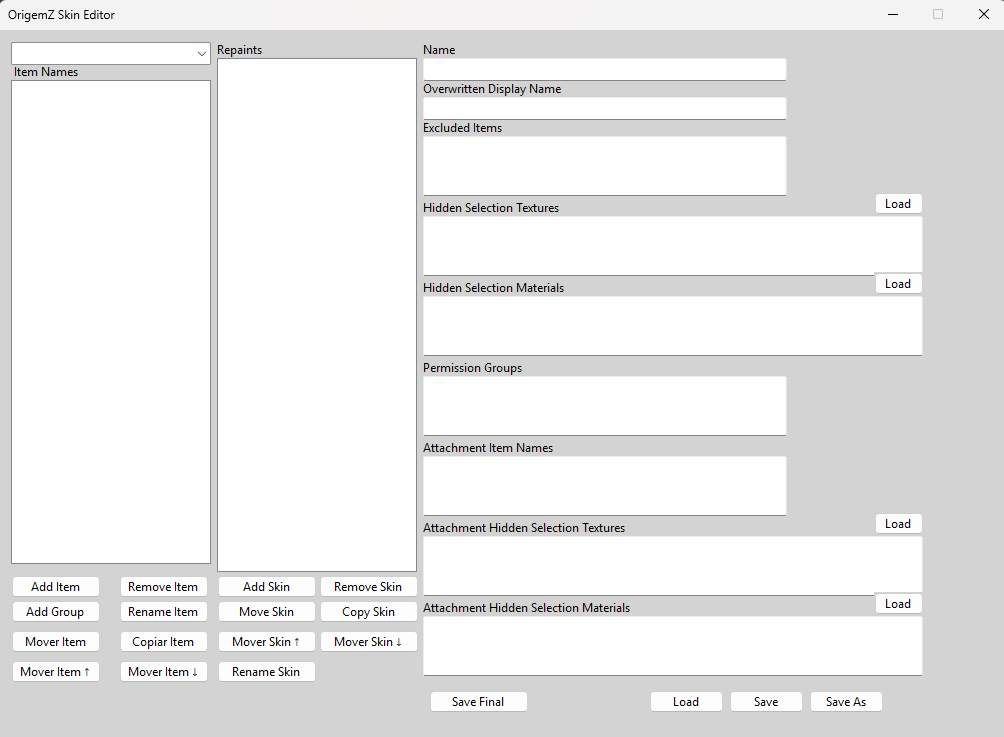 OrigemZ Skin Editor
Item Names
Repaints
Name
Overwritten Display Name
Excluded Items
Hidden Selection Textures
Load
Hidden Selection Materials
Load
Permission Groups
Attachment Item Names
Attachment Hidden Selection Textures
Load
Attachment Hidden Selection Materials
Load
Add Item
Remove Item
Add Skin
Remove Skin
Add Group
Rename Item
Move Skin
Copy Skin
Mover Item
Copiar Item
Mover Skin ↑
Mover Skin ↓
Mover Item ↑
Mover Item ↓
Rename Skin
Save Final
Load
Save
Save As